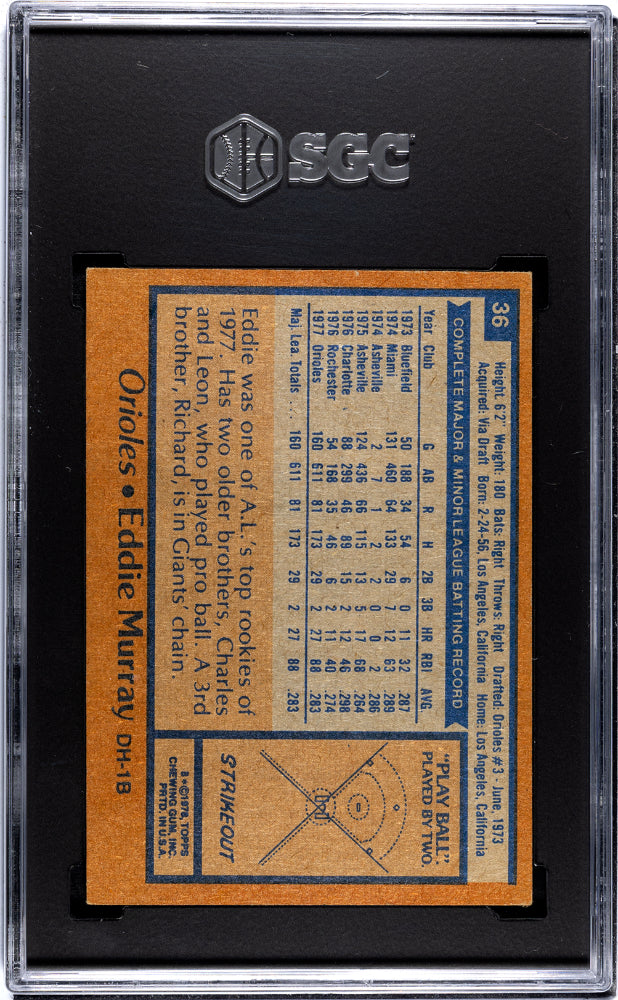 SGC
36
Height: 6'2" Weight: 180 Bats: Right Throws: Right Drafted: Orioles #3 - June, 1973
Acquired: Via Draft Born: 2-24-56, Los Angeles, California Home: Los Angeles, California
COMPLETE MAJOR & MINOR LEAGUE BATTING RECORD
Year Club G AB R H 2B 3B HR RBI AVG.
1973 Bluefield 50 188 34 54 6 0 11 32 .287
1974 Miami 131 460 64 133 29 7 12 63 .289
1974 Asheville 2 7 1 2 2 0 0 2 .286
1975 Asheville 124 436 66 115 13 5 17 68 .264
1976 Charlotte 88 299 46 89 15 2 12 46 .298
1976 Rochester 54 168 35 46 6 2 11 40 .274
1977 Orioles 160 611 81 173 29 2 27 88 .283
Maj. Lea. Totals ... 160 611 81 173 29 2 27 88 .283
"PLAY BALL"
PLAYED BY TWO.
STRIKEOUT
Eddie was one of A.L.'s top rookies of
1977. Has two older brothers, Charles
and Leon, who played pro ball. A 3rd
brother, Richard, is in Giants' chain.
B * © 1978, TOPPS
CHEWING GUM, INC.
PRTD. IN U.S.A.
Orioles • Eddie Murray DH-1B